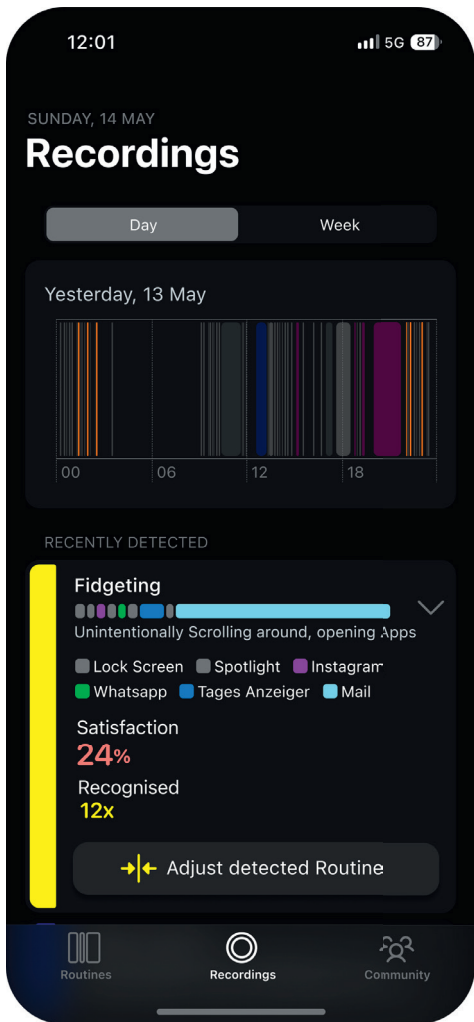 12:01 5G 87
SUNDAY, 14 MAY
Recordings
Day Week
Yesterday, 13 May
00 06 12 18
RECENTLY DETECTED
Fidgeting
Unintentionally Scrolling around, opening Apps
Lock Screen Spotlight Instagram
Whatsapp Tages Anzeiger Mail
Satisfaction
24%
Recognised
12x
Adjust detected Routine
Routines Recordings Community